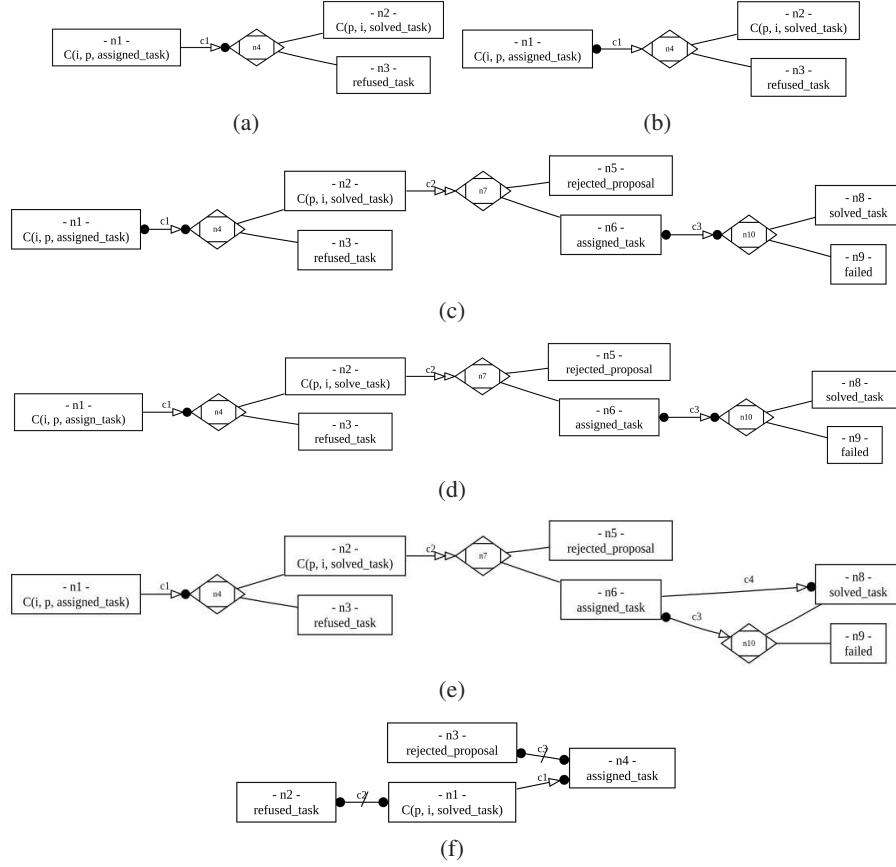 - n1 -
C(i, p, assigned_task)
c1
n4
- n2 -
C(p, i, solved_task)
- n3 -
refused_task
(a)
- n1 -
C(i, p, assigned_task)
c1
n4
- n2 -
C(p, i, solved_task)
- n3 -
refused_task
(b)
- n1 -
C(i, p, assigned_task)
c1
n4
- n2 -
C(p, i, solved_task)
- n3 -
refused_task
c2
n7
- n5 -
rejected_proposal
- n6 -
assigned_task
c3
n10
- n8 -
solved_task
- n9 -
failed
(c)
- n1 -
C(i, p, assign_task)
c1
n4
- n2 -
C(p, i, solve_task)
- n3 -
refused_task
c2
n7
- n5 -
rejected_proposal
- n6 -
assigned_task
c3
n10
- n8 -
solved_task
- n9 -
failed
(d)
- n1 -
C(i, p, assigned_task)
c1
n4
- n2 -
C(p, i, solved_task)
- n3 -
refused_task
c2
n7
- n5 -
rejected_proposal
- n6 -
assigned_task
c4
c3
n10
- n8 -
solved_task
- n9 -
failed
(e)
- n3 -
rejected_proposal
c3
- n4 -
assigned_task
c1
- n2 -
refused_task
c2
- n1 -
C(p, i, solved_task)
(f)